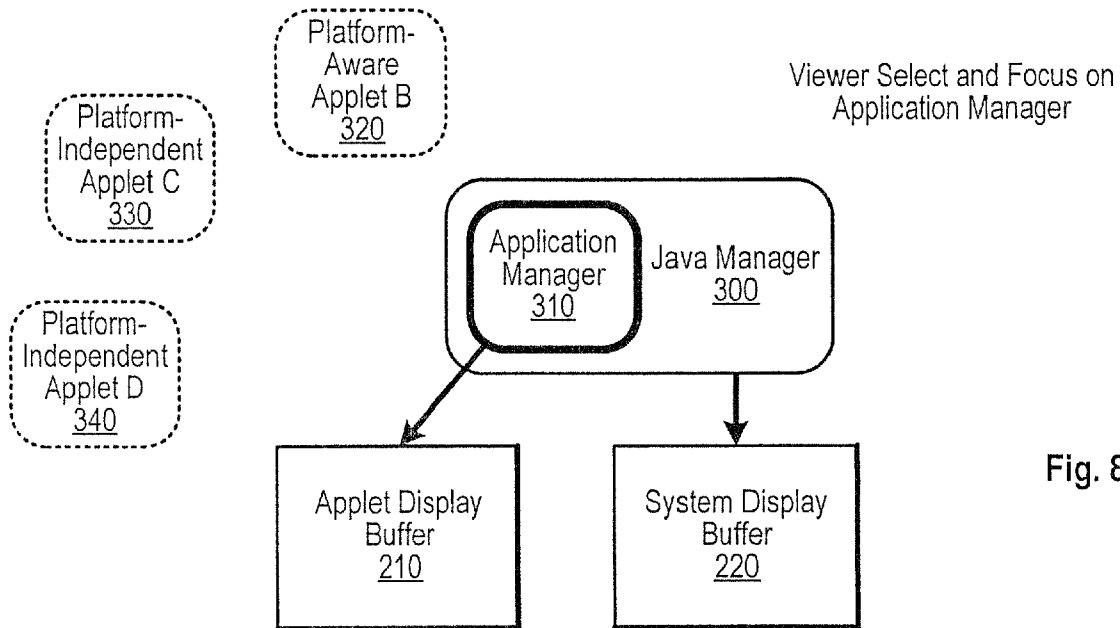 Platform-
Aware
Applet B
320
Viewer Select and Focus on
Application Manager
Platform-
Independent
Applet C
330
Application
Manager
310
Java Manager
300
Platform-
Independent
Applet D
340
Applet Display
Buffer
210
System Display
Buffer
220
Fig. 8